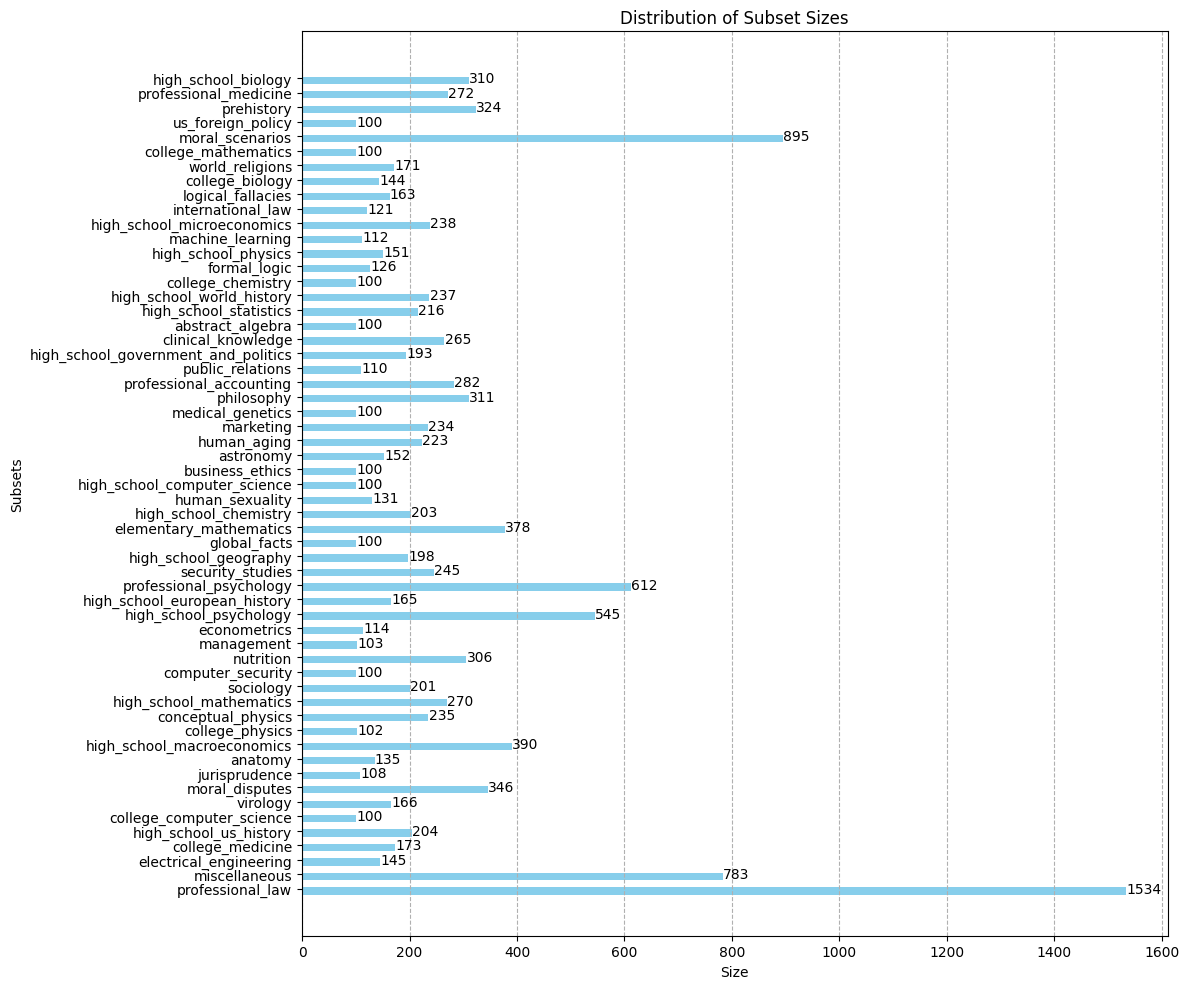 Distribution of Subset Sizes
high_school_biology 310
professional_medicine 272
prehistory 324
us_foreign_policy 100
moral_scenarios 895
college_mathematics 100
world_religions 171
college_biology 144
logical_fallacies 163
international_law 121
high_school_microeconomics 238
machine_learning 112
high_school_physics 151
formal_logic 126
college_chemistry 100
high_school_world_history 237
high_school_statistics 216
abstract_algebra 100
clinical_knowledge 265
high_school_government_and_politics 193
public_relations 110
professional_accounting 282
philosophy 311
medical_genetics 100
marketing 234
human_aging 223
astronomy 152
business_ethics 100
high_school_computer_science 100
human_sexuality 131
high_school_chemistry 203
elementary_mathematics 378
global_facts 100
high_school_geography 198
security_studies 245
professional_psychology 612
high_school_european_history 165
high_school_psychology 545
econometrics 114
management 103
nutrition 306
computer_security 100
sociology 201
high_school_mathematics 270
conceptual_physics 235
college_physics 102
high_school_macroeconomics 390
anatomy 135
jurisprudence 108
moral_disputes 346
virology 166
college_computer_science 100
high_school_us_history 204
college_medicine 173
electrical_engineering 145
miscellaneous 783
professional_law 1534
Subsets
0 200 400 600 800 1000 1200 1400 1600
Size